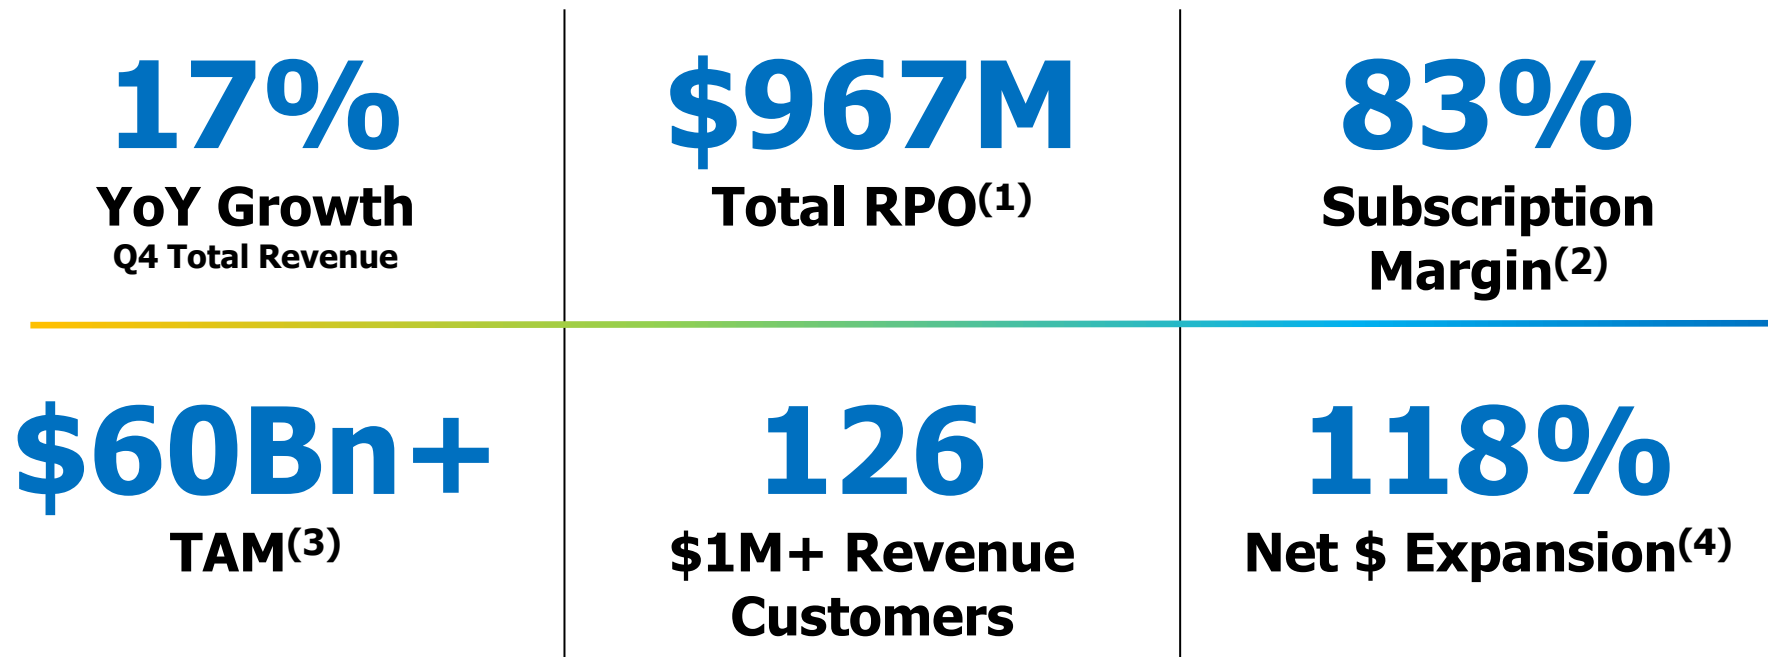 17%
YoY Growth
Q4 Total Revenue
$967M
Total RPO(1)
83%
Subscription
Margin(2)
$60Bn+
TAM(3)
126
$1M+ Revenue
Customers
118%
Net $ Expansion(4)